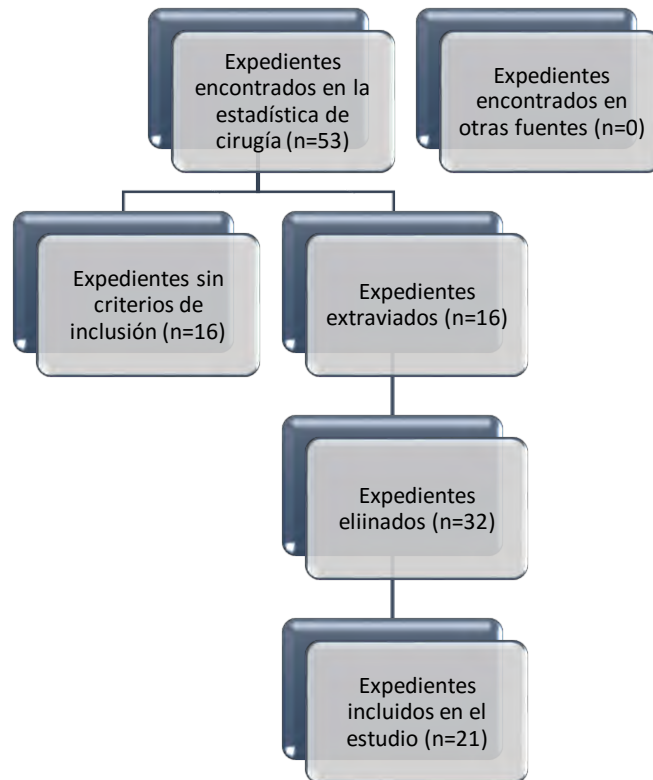 Expedientes
encontrados en la
estadística de
cirugía (n=53)
Expedientes
encontrados en
otras fuentes (n=0)
Expedientes sin
criterios de
inclusión (n=16)
Expedientes
extraviados (n=16)
Expedientes
eliinados (n=32)
Expedientes
incluidos en el
estudio (n=21)